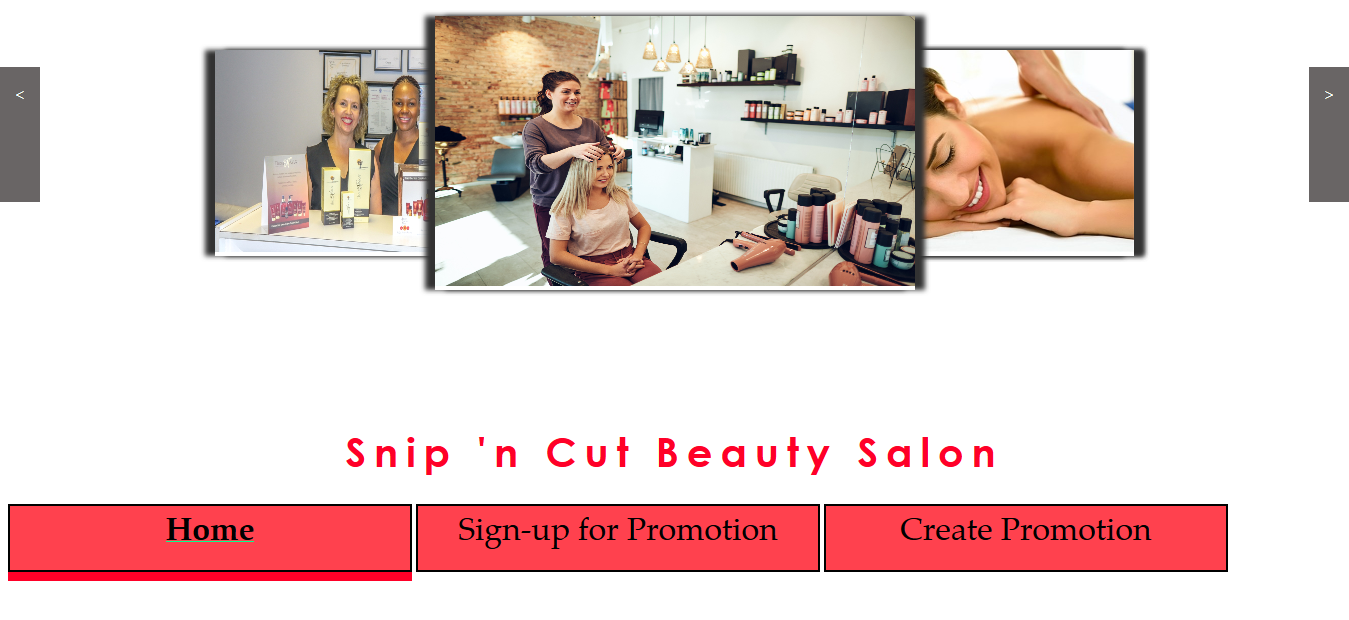 <
>
Snip 'n Cut Beauty Salon
Home
Sign-up for Promotion
Create Promotion